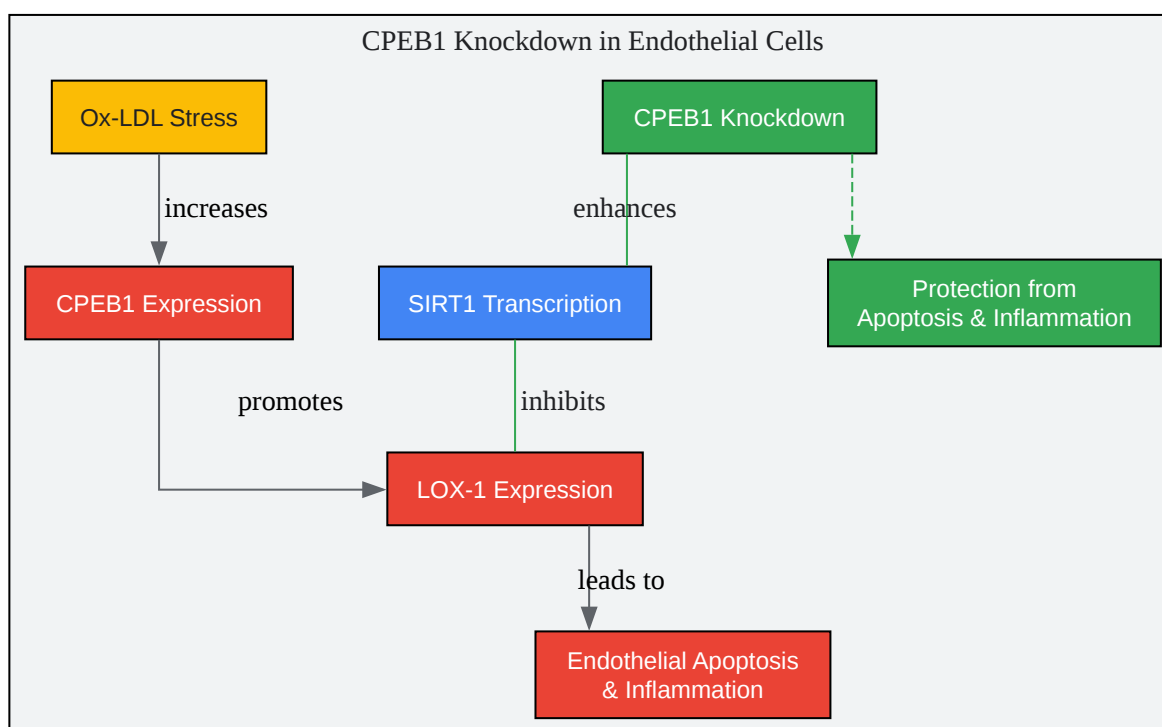 CPEB1 Knockdown in Endothelial Cells
Ox-LDL Stress
CPEB1 Knockdown
increases
enhances
CPEB1 Expression
SIRT1 Transcription
Protection from
Apoptosis & Inflammation
promotes
inhibits
LOX-1 Expression
leads to
Endothelial Apoptosis
& Inflammation